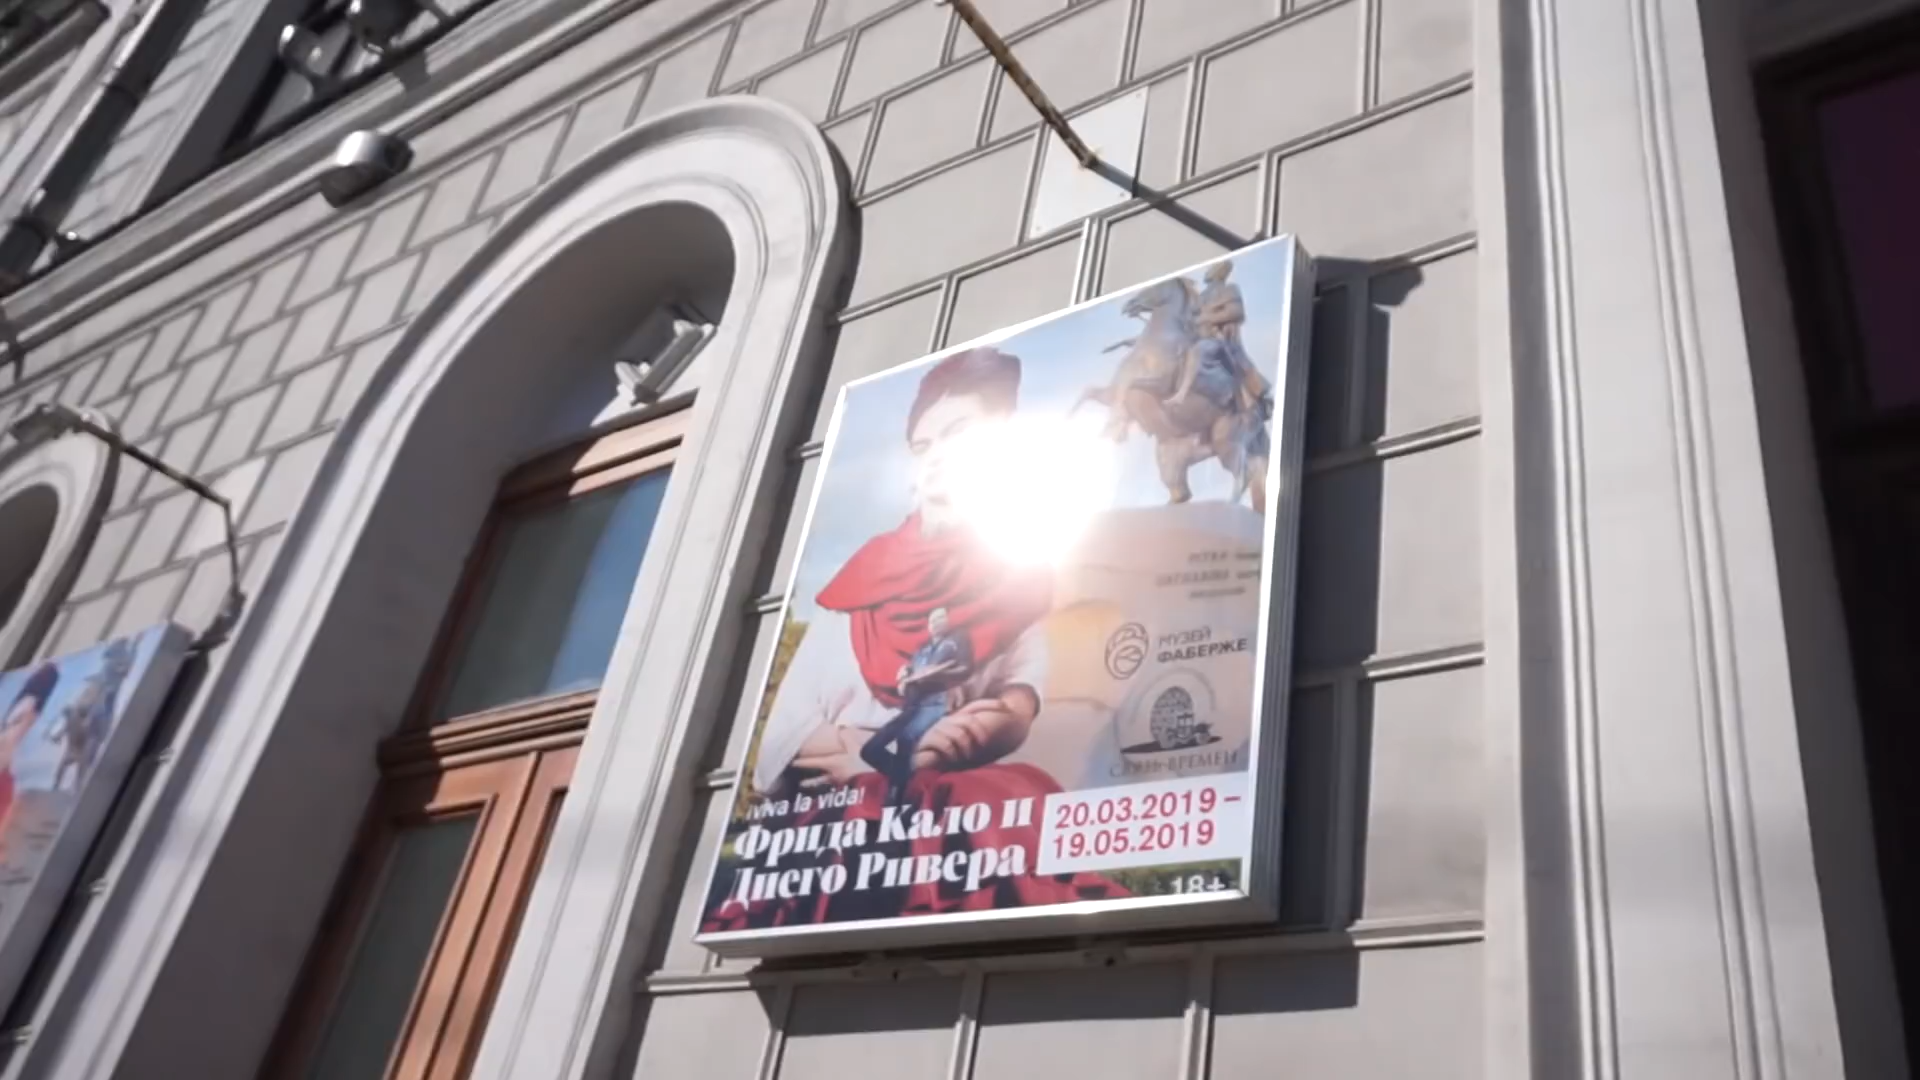 МУЗЕЙ
ФАБЕРЖЕ
СВЯЗЬ ВРЕМЕН
¡viva la vida!
Фрида Кало и
Диего Ривера
20.03.2019 –
19.05.2019
18+